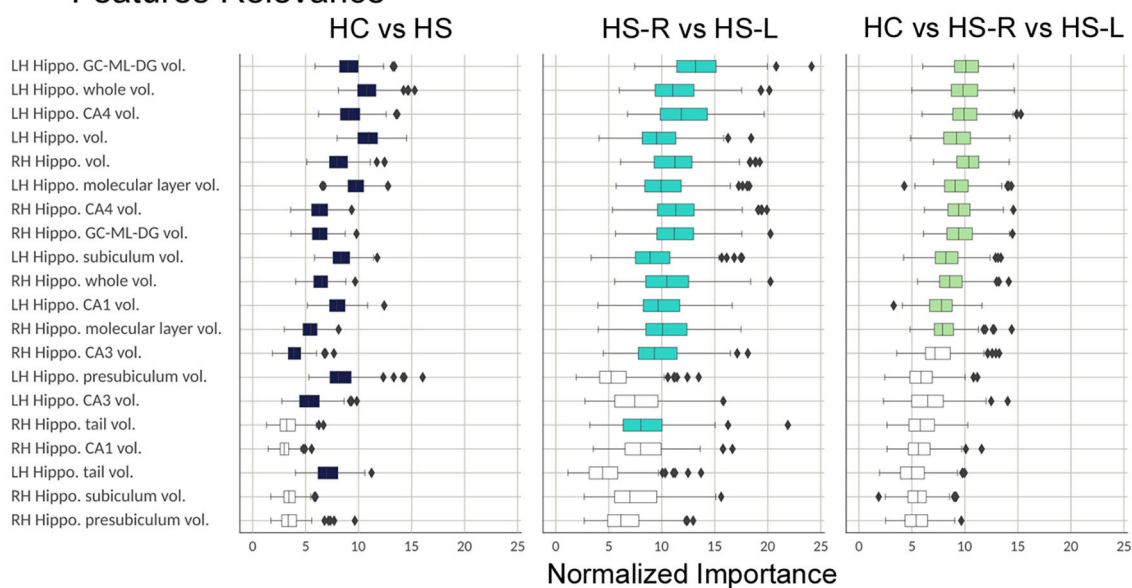 Features Relevance
HC vs HS
HS-R vs HS-L
HC vs HS-R vs HS-L
LH Hippo. GC-ML-DG vol.
LH Hippo. whole vol.
LH Hippo. CA4 vol.
LH Hippo. vol.
RH Hippo. vol.
LH Hippo. molecular layer vol.
RH Hippo. CA4 vol.
RH Hippo. GC-ML-DG vol.
LH Hippo. subiculum vol.
RH Hippo. whole vol.
LH Hippo. CA1 vol.
RH Hippo. molecular layer vol.
RH Hippo. CA3 vol.
LH Hippo. presubiculum vol.
LH Hippo. CA3 vol.
RH Hippo. tail vol.
RH Hippo. CA1 vol.
LH Hippo. tail vol.
RH Hippo. subiculum vol.
RH Hippo. presubiculum vol.
0 5 10 15 20 25
0 5 10 15 20 25
0 5 10 15 20 25
Normalized Importance